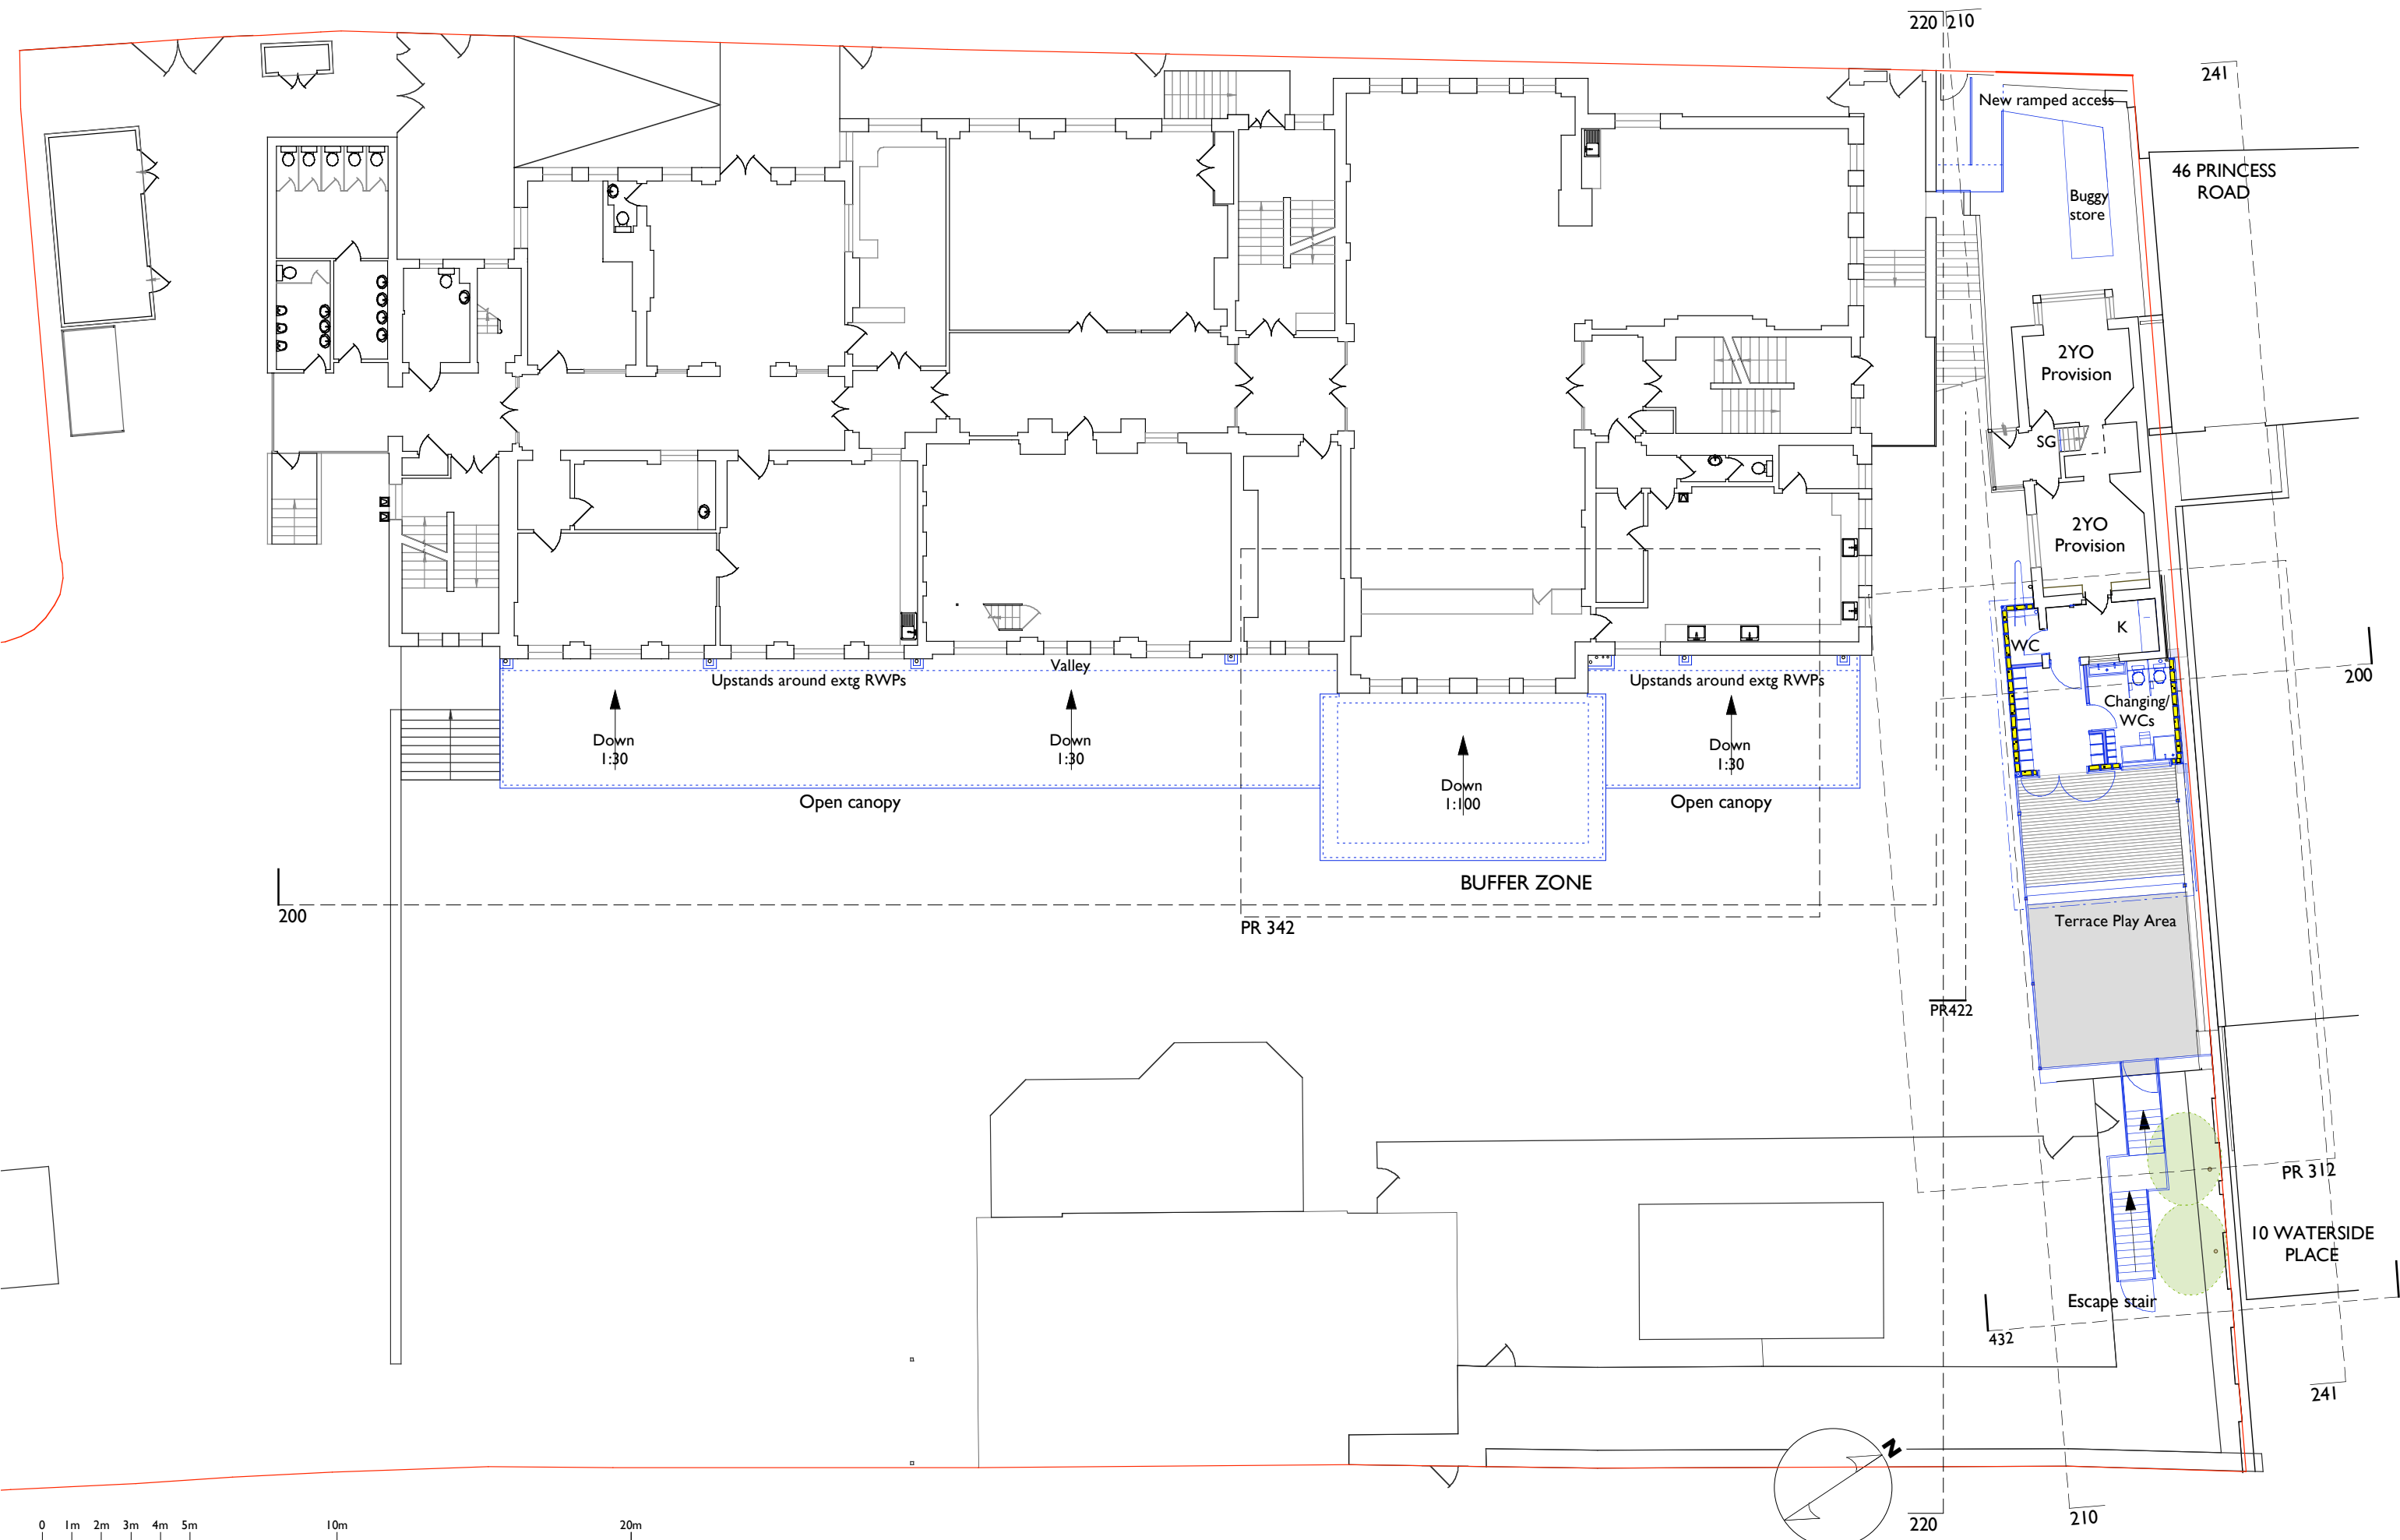 220
210
241
New ramped access
46 PRINCESS
ROAD
Buggy
store
2YO
Provision
SG
2YO
Provision
K
WC
200
Valley
Upstands around extg RWPs
Upstands around extg RWPs
Changing/
WCs
Down
1:30
Down
1:30
Down
1:30
Down
1:100
Open canopy
Open canopy
BUFFER ZONE
200
PR 342
Terrace Play Area
PR422
PR 312
10 WATERSIDE
PLACE
Escape stair
432
241
N
210
220
0
1m
2m
3m
4m
5m
10m
20m